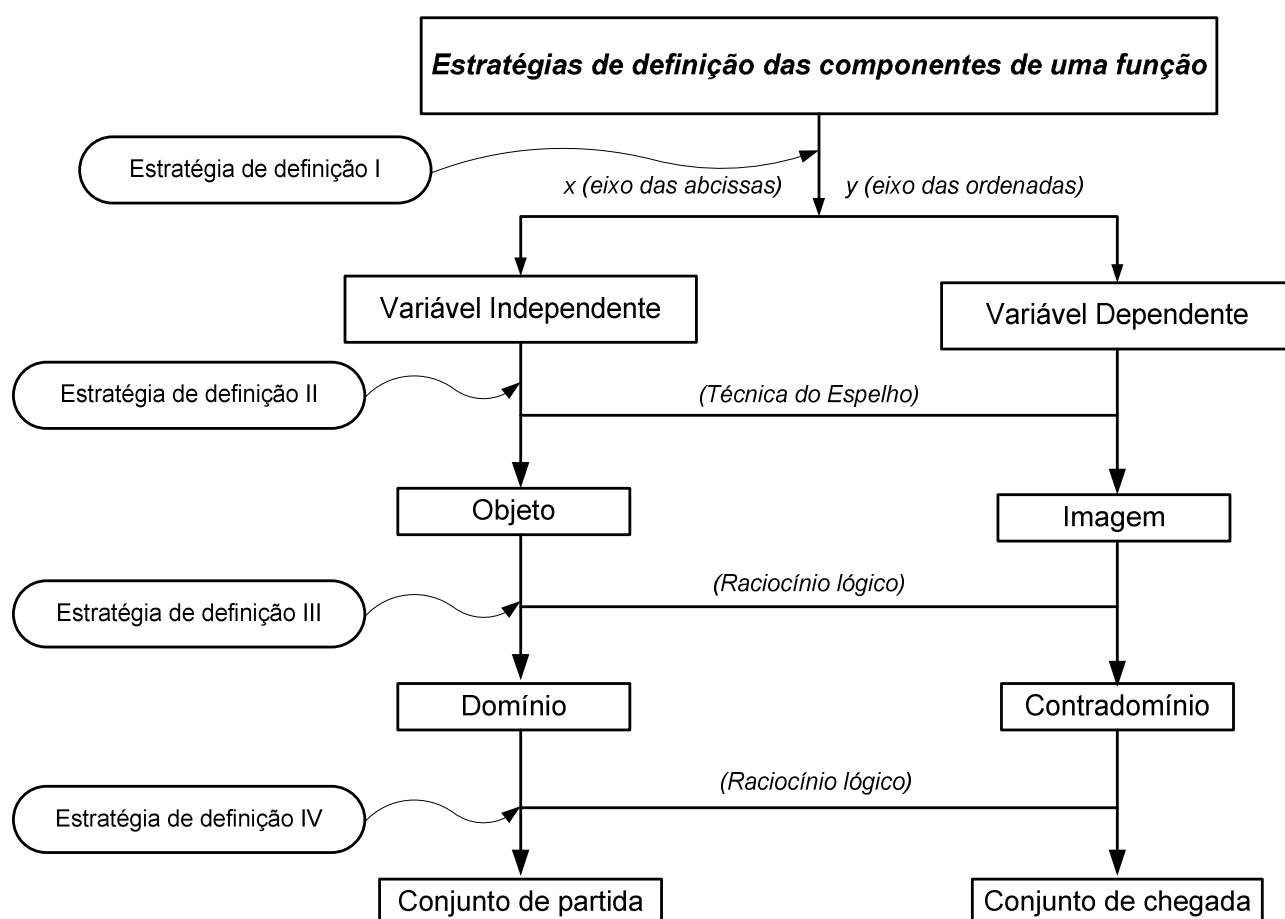 Estratégias de definição das componentes de uma função
Estratégia de definição I
x (eixo das abcissas)
y (eixo das ordenadas)
Variável Independente
Variável Dependente
Estratégia de definição II
(Técnica do Espelho)
Objeto
Imagem
Estratégia de definição III
(Raciocínio lógico)
Domínio
Contradomínio
Estratégia de definição IV
(Raciocínio lógico)
Conjunto de partida
Conjunto de chegada